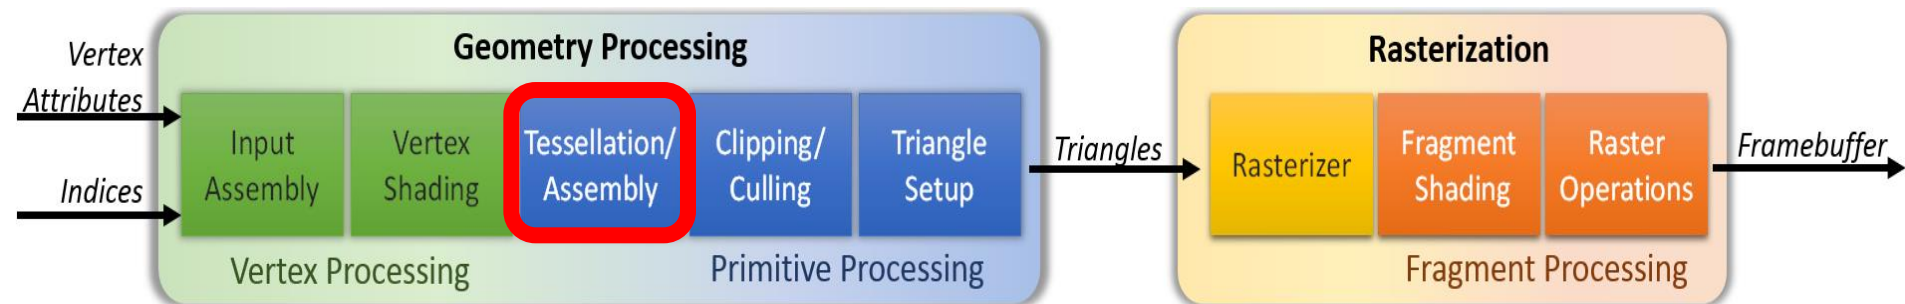 Vertex
Attributes
Indices
Geometry Processing
Input
Assembly
Vertex
Shading
Tessellation/
Assembly
Clipping/
Culling
Triangle
Setup
Vertex Processing
Primitive Processing
Triangles
Rasterization
Rasterizer
Fragment
Shading
Raster
Operations
Fragment Processing
Framebuffer